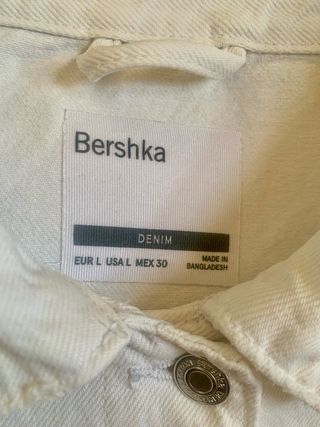 Bershka
DENIM
EUR L USA L MEX 30
MADE IN
BANGLADESH